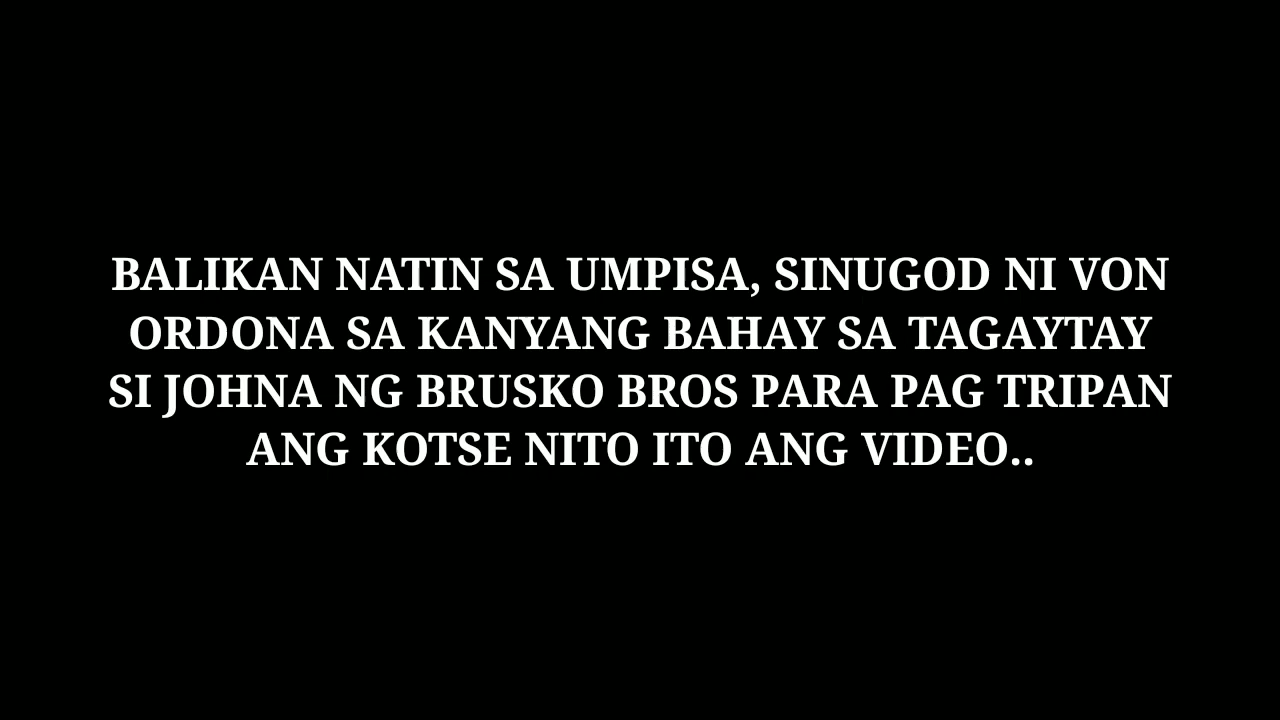 BALIKAN NATIN SA UMPISA, SINUGOD NI VON
ORDONA SA KANYANG BAHAY SA TAGAYTAY
SI JOHNA NG BRUSKO BROS PARA PAG TRIPAN
ANG KOTSE NITO ITO ANG VIDEO..